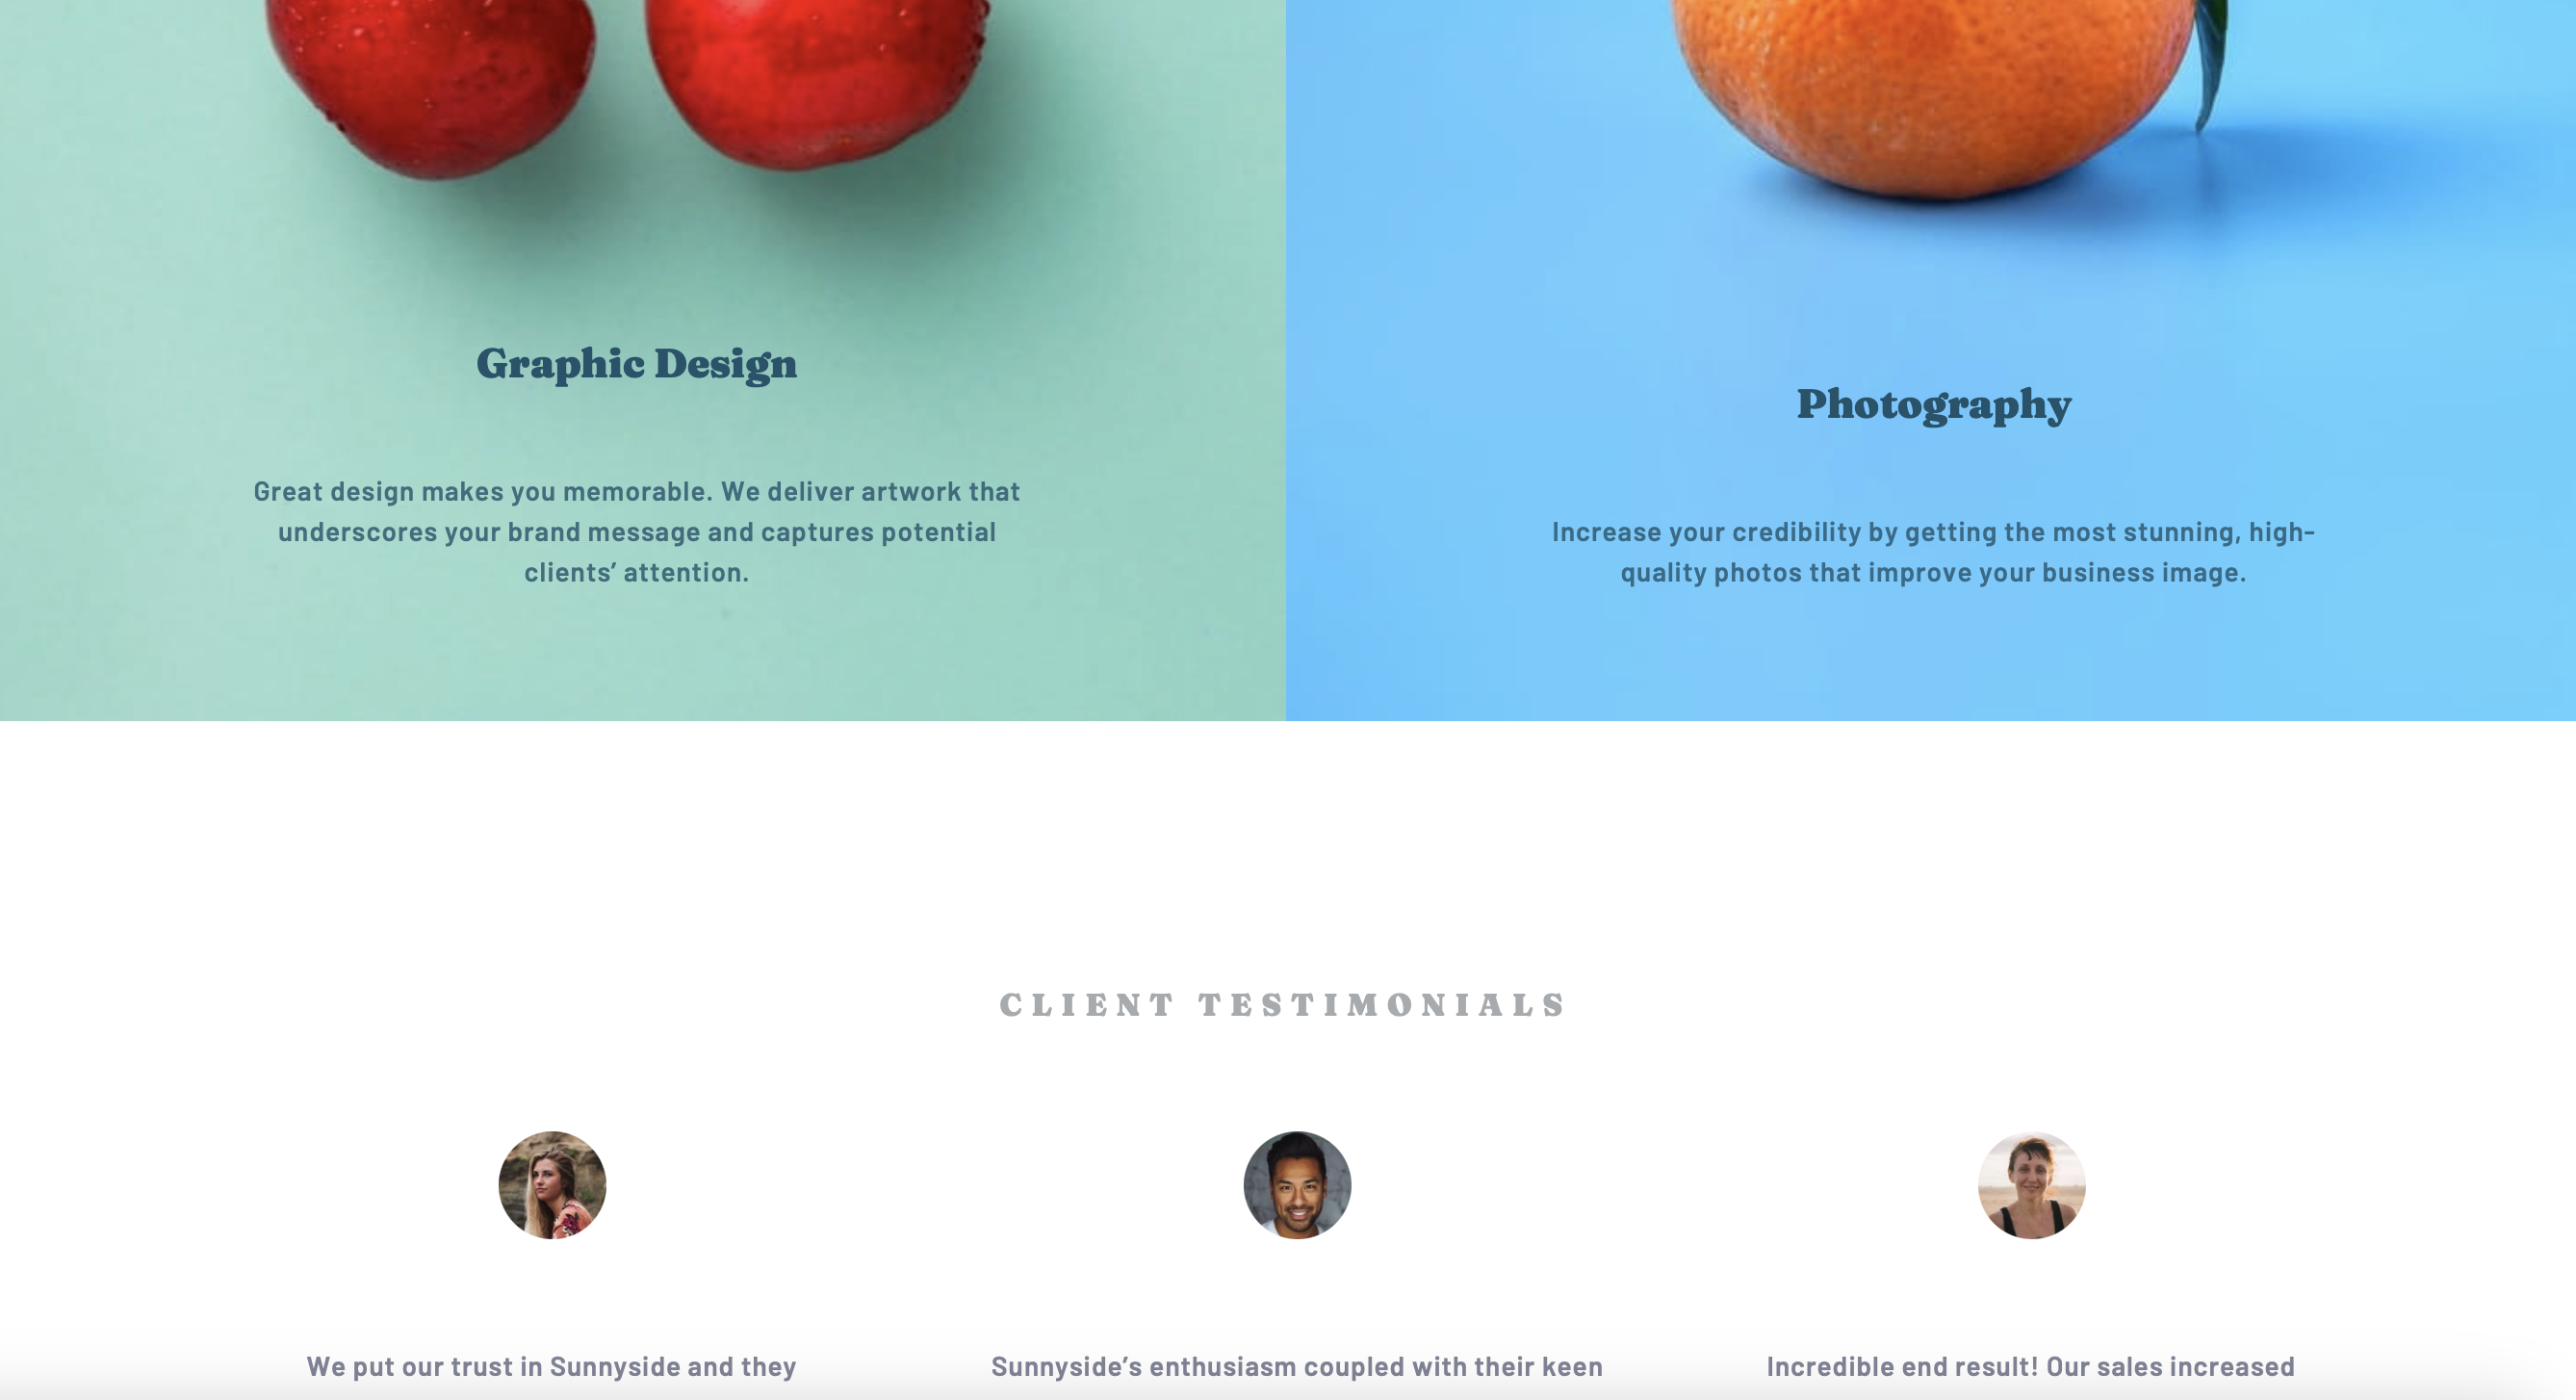 Graphic Design
Great design makes you memorable. We deliver artwork that
underscores your brand message and captures potential
clients’ attention.
Photography
Increase your credibility by getting the most stunning, high-
quality photos that improve your business image.
CLIENT TESTIMONIALS
We put our trust in Sunnyside and they
Sunnyside’s enthusiasm coupled with their keen
Incredible end result! Our sales increased